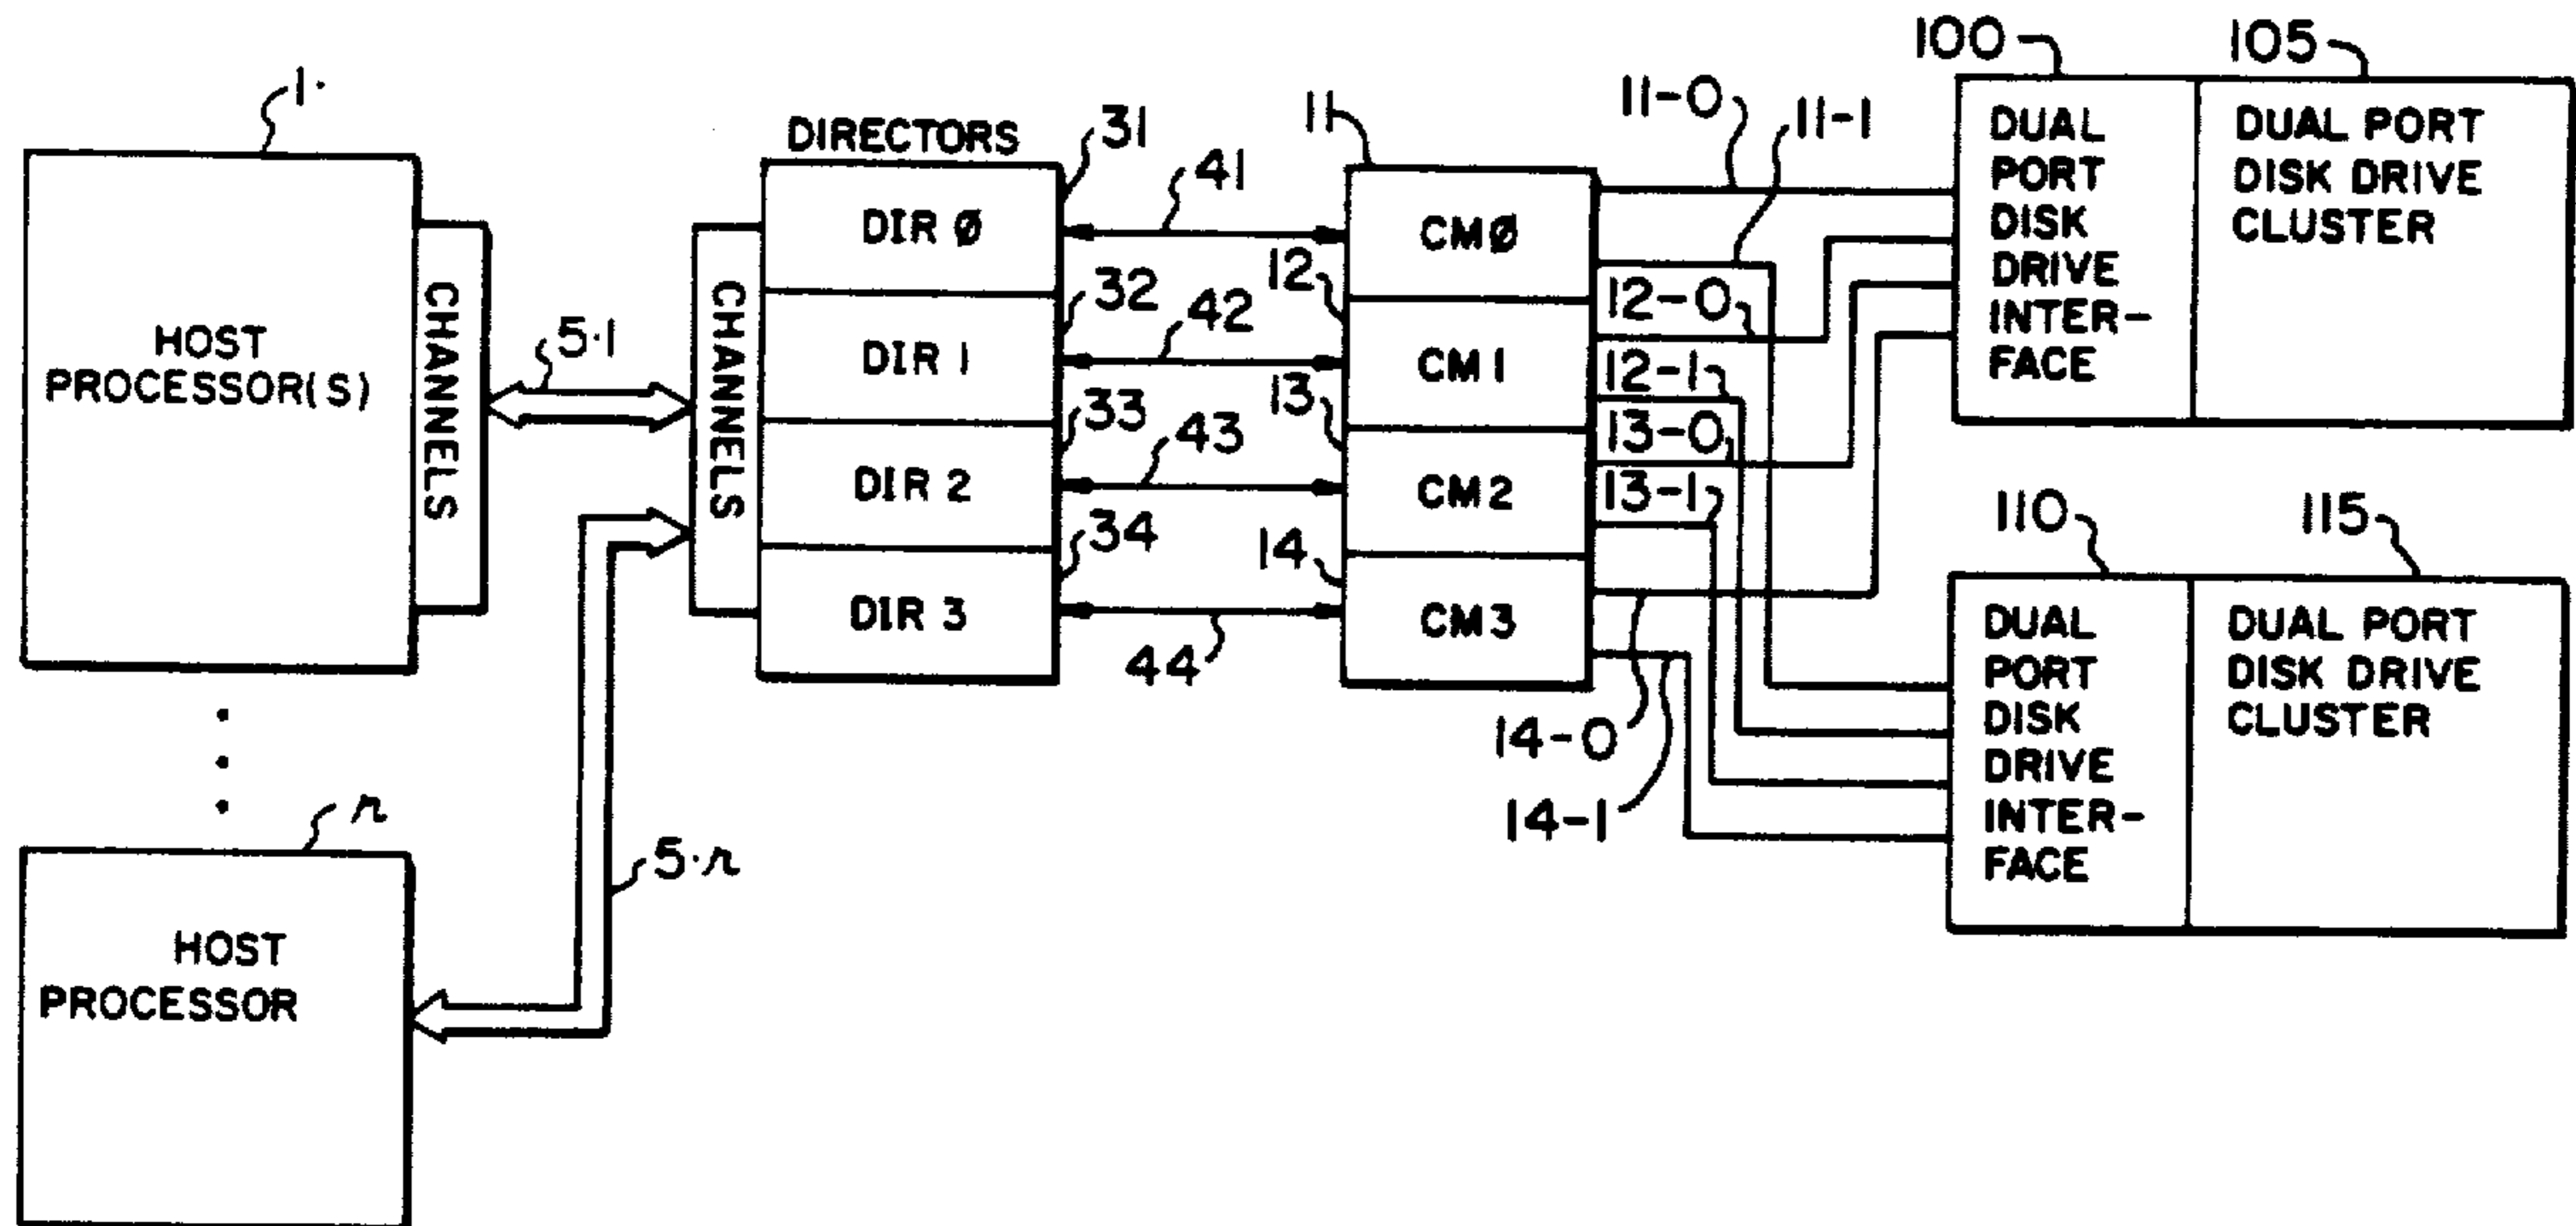 1.
HOST
PROCESSOR(S)
CHANNELS
5.1
CHANNELS
DIRECTORS
31
DIR Ø
32
DIR 1
33
DIR 2
34
DIR 3
41
42
43
44
11
CMØ
12
CM1
13
CM2
14
CM3
11-0
11-1
12-0
12-1
13-0
13-1
14-0
14-1
100
105
DUAL
PORT
DISK
DRIVE
INTER-
FACE
DUAL PORT
DISK DRIVE
CLUSTER
110
115
DUAL
PORT
DISK
DRIVE
INTER-
FACE
DUAL PORT
DISK DRIVE
CLUSTER
n
HOST
PROCESSOR
5.n